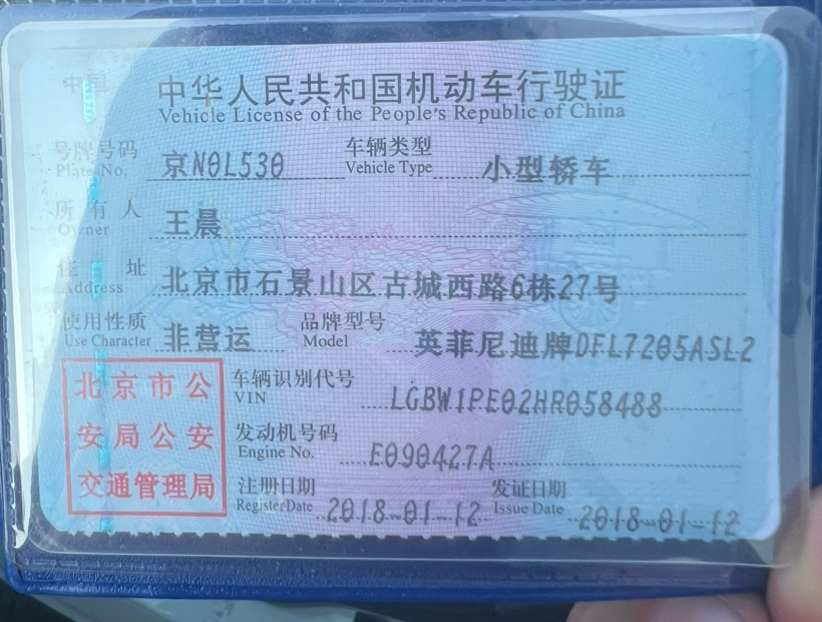 中华人民共和国机动车行驶证
Vehicle License of the People's Republic of China
号牌号码 京N0L530 车辆类型 小型轿车
Plate No. Vehicle Type
所有人 王晨
Owner
住址 北京市石景山区古城西路6栋27号
Address
使用性质 非营运 品牌型号 英菲尼迪牌DFL7205ASL2
Use Character Model
北京市公 车辆识别代号 LGBW1PE02HR058488
VIN
安局公安 发动机号码 E090427A
Engine No.
交通管理局 注册日期 2018-01-12 发证日期 2018-01-12
Register Date Issue Date